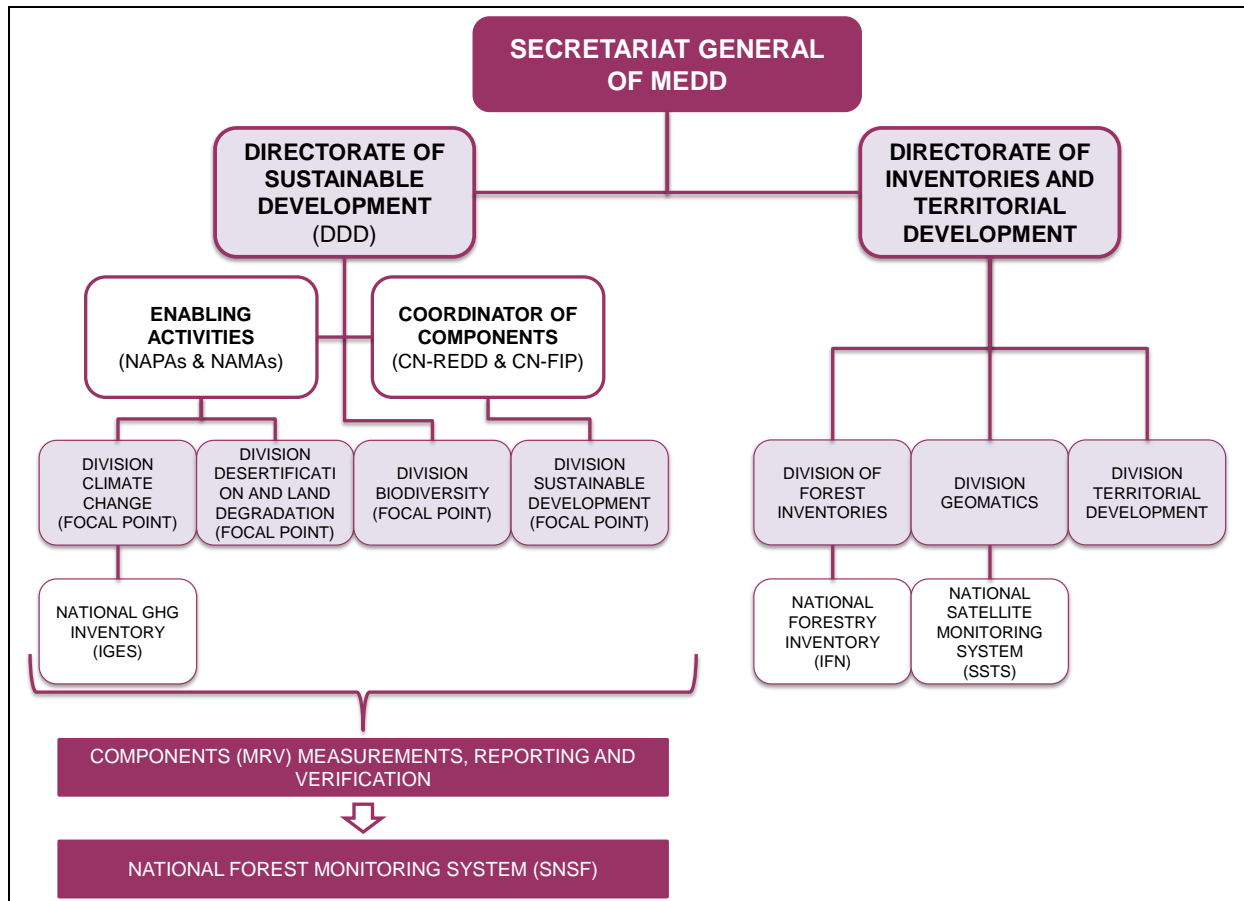 SECRETARIAT GENERAL
OF MEDD
DIRECTORATE OF
SUSTAINABLE
DEVELOPMENT
(DDD)
DIRECTORATE OF
INVENTORIES AND
TERRITORIAL
DEVELOPMENT
ENABLING
ACTIVITIES
(NAPAs & NAMAs)
COORDINATOR OF
COMPONENTS
(CN-REDD & CN-FIP)
DIVISION
CLIMATE
CHANGE
(FOCAL POINT)
DIVISION
DESERTIFICATI
ON AND LAND
DEGRADATION
(FOCAL POINT)
DIVISION
BIODIVERSITY
(FOCAL POINT)
DIVISION
SUSTAINABLE
DEVELOPMENT
(FOCAL POINT)
DIVISION OF
FOREST
INVENTORIES
DIVISION
GEOMATICS
DIVISION
TERRITORIAL
DEVELOPMENT
NATIONAL GHG
INVENTORY
(IGES)
NATIONAL
FORESTRY
INVENTORY
(IFN)
NATIONAL
SATELLITE
MONITORING
SYSTEM
(SSTS)
COMPONENTS (MRV) MEASUREMENTS, REPORTING AND
VERIFICATION
NATIONAL FOREST MONITORING SYSTEM (SNSF)